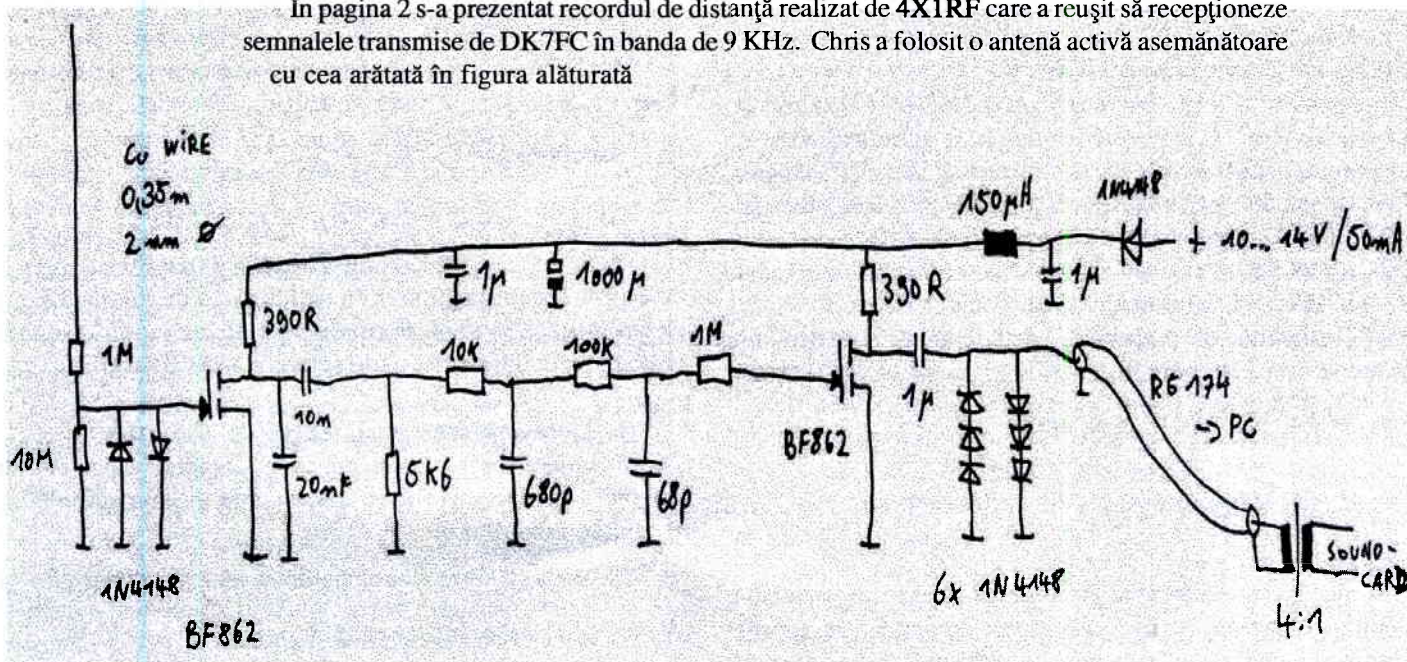 În pagina 2 s-a prezentat recordul de distanţă realizat de 4X1RF care a reuşit să recepţioneze
semnalele transmise de DK7FC în banda de 9 KHz. Chris a folosit o antenă activă asemănătoare
cu cea arătată în figura alăturată
Cu WiRE
0,35m
2mm Ø
150µH
1N4148
+ 10... 14V/50mA
1µ
1000µ
390R
1µ
390R
1M
10K
100K
1M
10M
10n
20nF
5K6
680p
68p
BF862
1µ
RG174
→ PC
1N4148
BF862
6x 1N4148
SOUND-
CARD
4:1